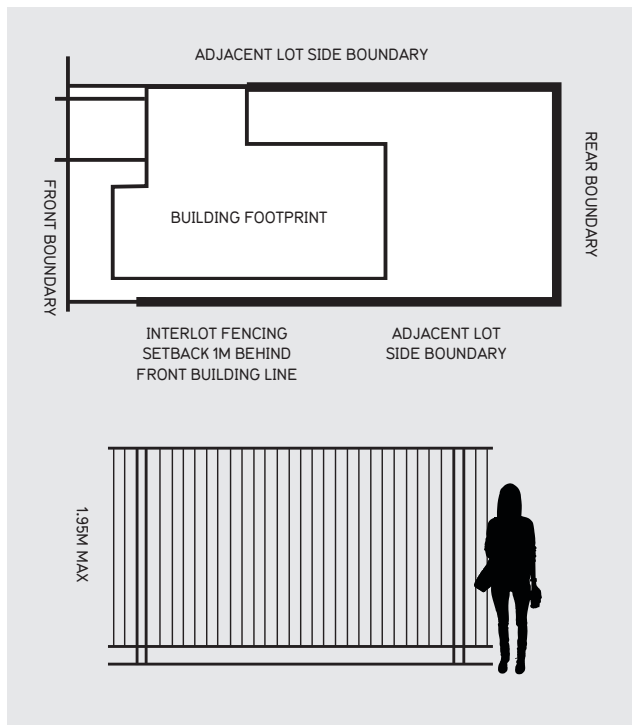 ADJACENT LOT SIDE BOUNDARY
FRONT BOUNDARY
BUILDING FOOTPRINT
REAR BOUNDARY
INTERLOT FENCING
SETBACK 1M BEHIND
FRONT BUILDING LINE
ADJACENT LOT
SIDE BOUNDARY
1.95M MAX